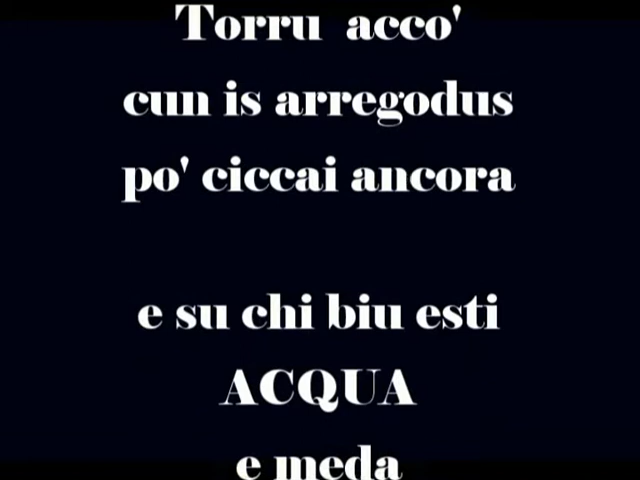 Torru acco'
cun is arregodus
po' ciccai ancora
e su chi biu esti
ACQUA
e meda